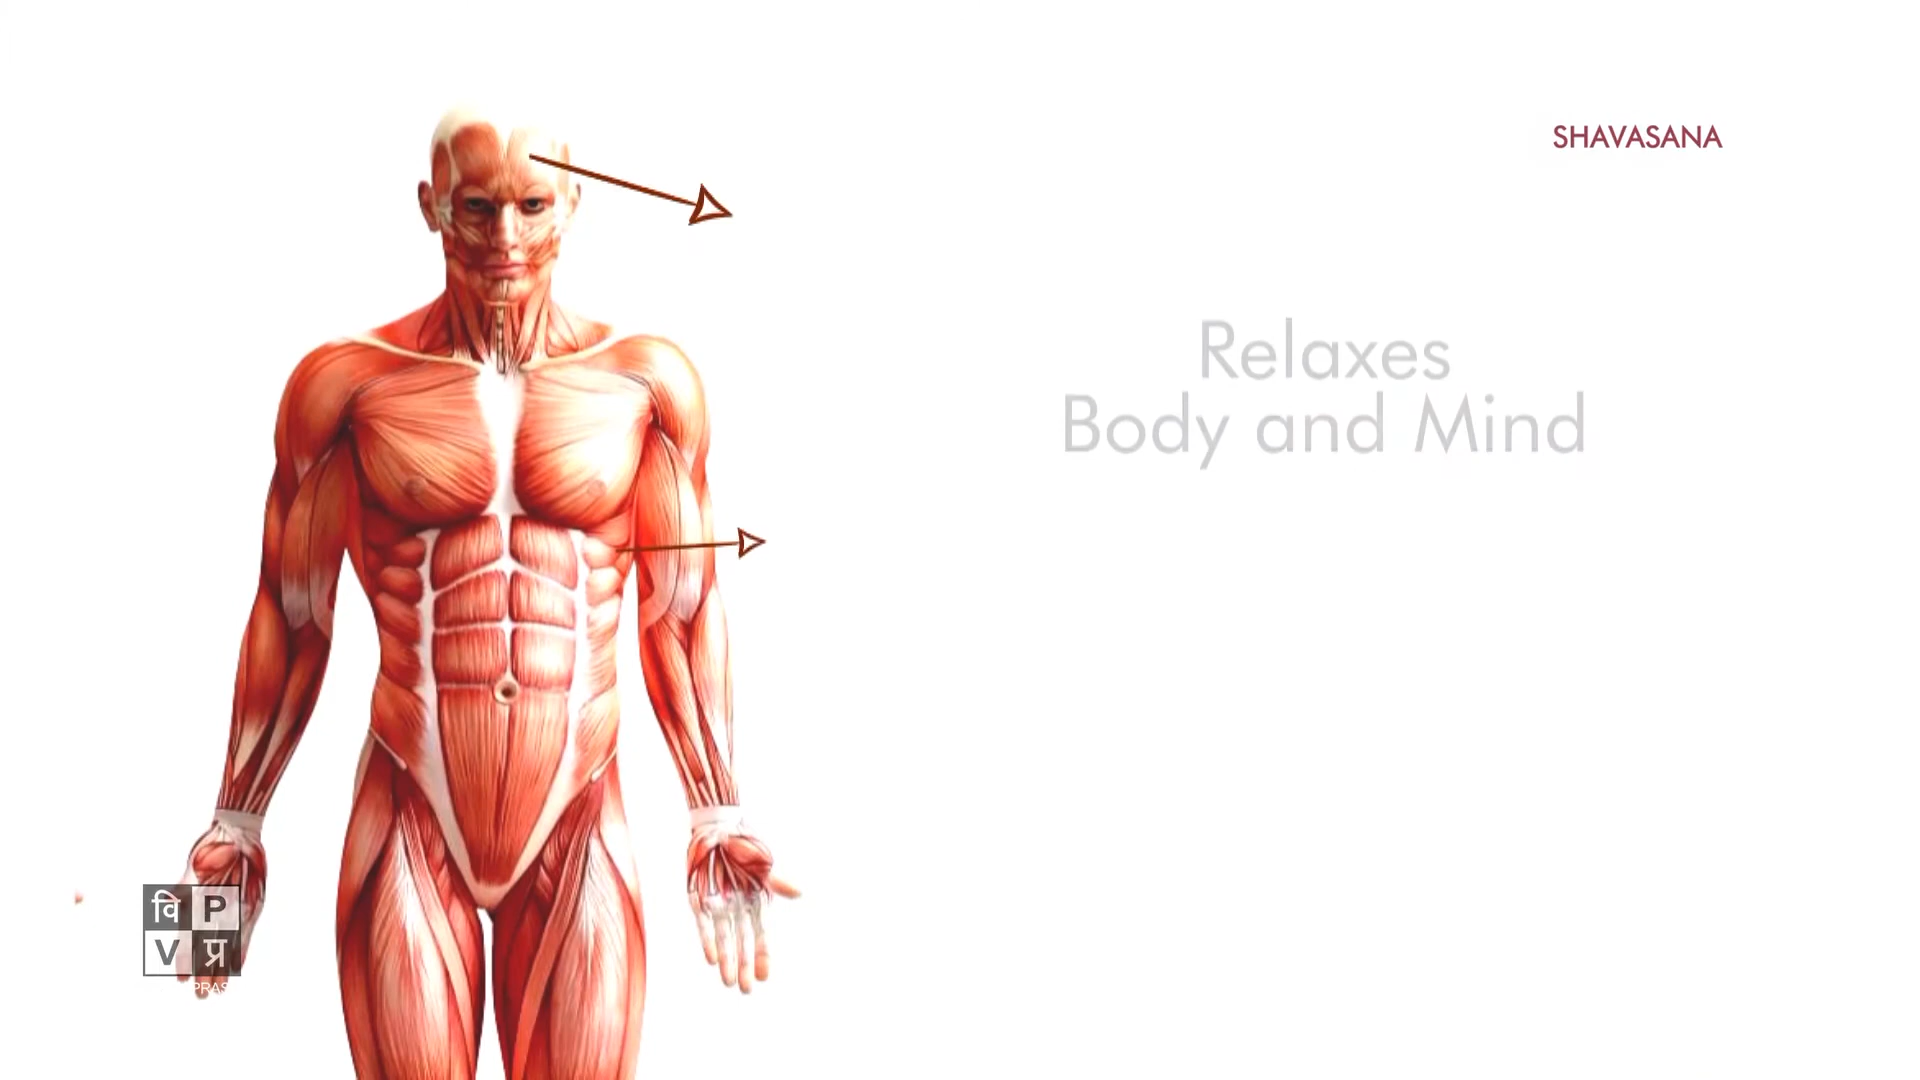 SHAVASANA
Relaxes
Body and Mind
वि P
V प्र